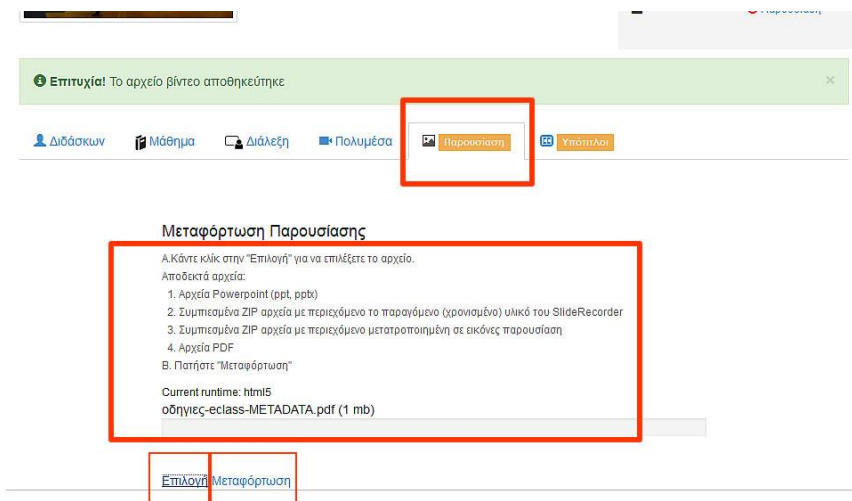 Επιτυχία! Το αρχείο βίντεο αποθηκεύτηκε ×
Διδάσκων Μάθημα Διάλεξη Πολυμέσα Παρουσίαση Υπότιτλοι
Μεταφόρτωση Παρουσίασης
Α.Κάντε κλικ στην "Επιλογή" για να επιλέξετε το αρχείο.
Αποδεκτά αρχεία:
1. Αρχεία Powerpoint (ppt, pptx)
2. Συμπιεσμένα ZIP αρχεία με περιεχόμενο το παραγόμενο (χρονισμένο) υλικό του SlideRecorder
3. Συμπιεσμένα ZIP αρχεία με περιεχόμενο μετατροποιημένη σε εικόνες παρουσίαση
4. Αρχεία PDF
Β. Πατήστε "Μεταφόρτωση"
Current runtime: html5
οδηγιες-eclass-METADATA.pdf (1 mb)
Επιλογή Μεταφόρτωση